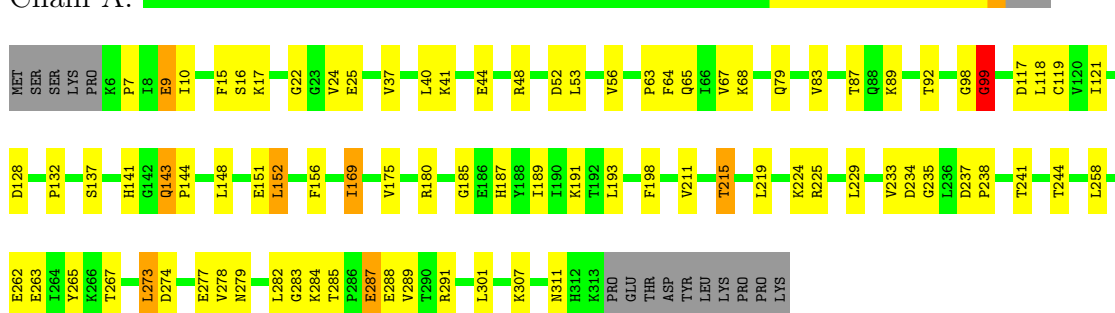 Chain A:
MET SER SER LYS PRO K6 P7 I8 E9 I10 F15 S16 K17 G22 G23 V24 E25 V37 L40 K41 E44 R48 D52 L53 V56 P63 F64 Q65 I66 V67 K68 Q79 V83 T87 Q88 K89 T92 G98 G99 D117 L118 C119 V120 I121
D128 P132 S137 H141 G142 Q143 P144 L148 E151 L152 F156 I169 V175 R180 G185 E186 H187 Y188 I189 I190 K191 T192 L193 F198 V211 T215 L219 K224 R225 L229 V233 D234 G235 L236 D237 P238 T241 T244 L258
E262 E263 I264 Y265 K266 T267 L273 D274 E277 V278 N279 L282 G283 K284 T285 P286 E287 E288 V289 T290 R291 L301 K307 N311 H312 K313 PRO GLU THR ASP TYR LEU LYS PRO PRO LYS